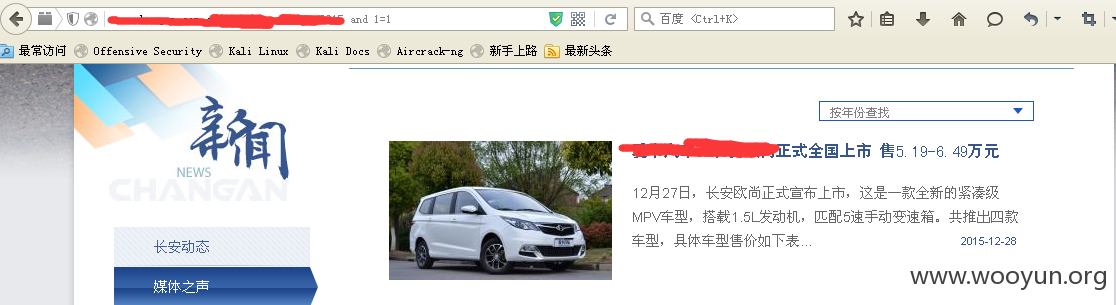 and 1=1
百度 <Ctrl+K>
最常访问 Offensive Security Kali Linux Kali Docs Aircrack-ng 新手上路 最新头条
新闻
NEWS
CHANGAN
按年份查找
正式全国上市 售5.19-6.49万元
12月27日，长安欧尚正式宣布上市，这是一款全新的紧凑级
MPV车型，搭载1.5L发动机，匹配5速手动变速箱。共推出四款
车型，具体车型售价如下表...
2015-12-28
长安动态
媒体之声
www.wooyun.org